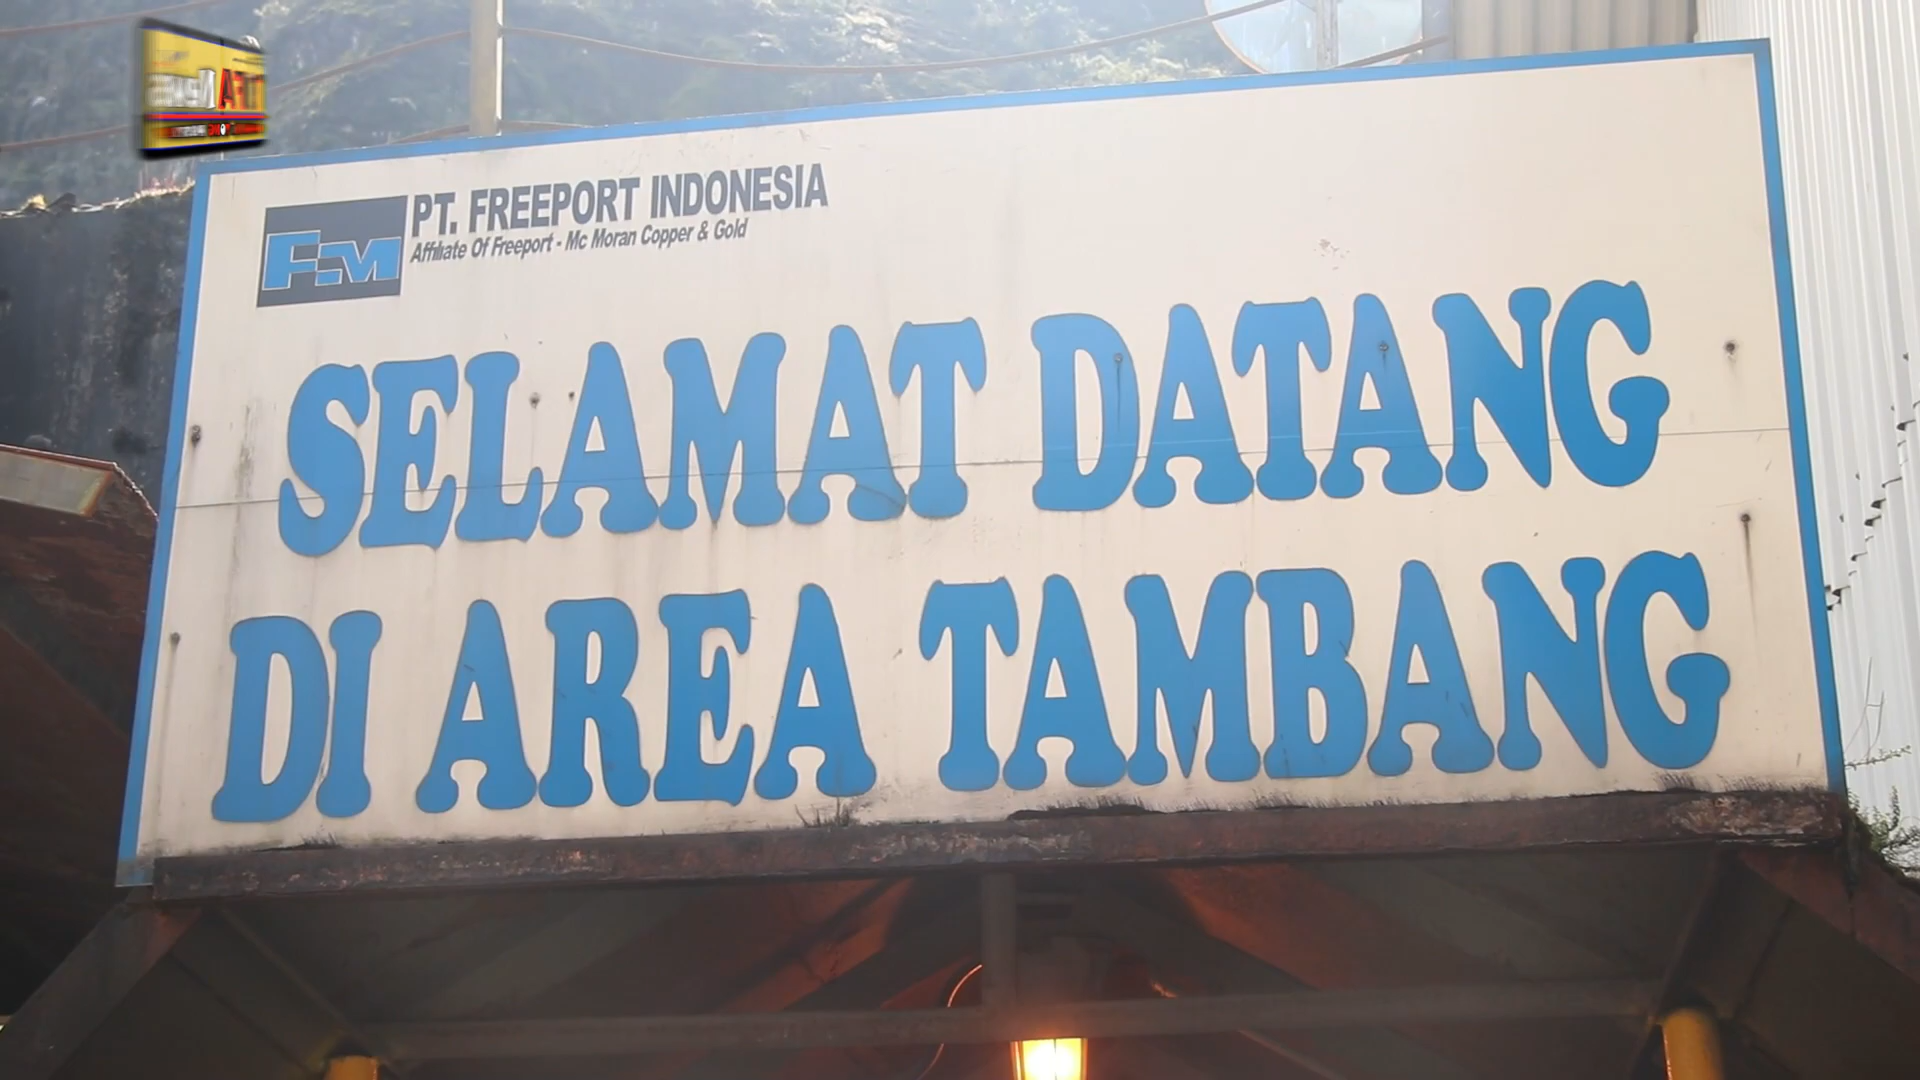 PT. FREEPORT INDONESIA
Affiliate Of Freeport - Mc Moran Copper & Gold
FM
SELAMAT DATANG
DI AREA TAMBANG